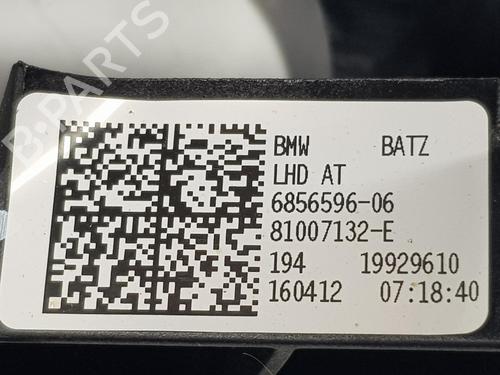 B-PARTS
BMW BATZ
LHD AT
6856596-06
81007132-E
194 19929610
160412 07:18:40